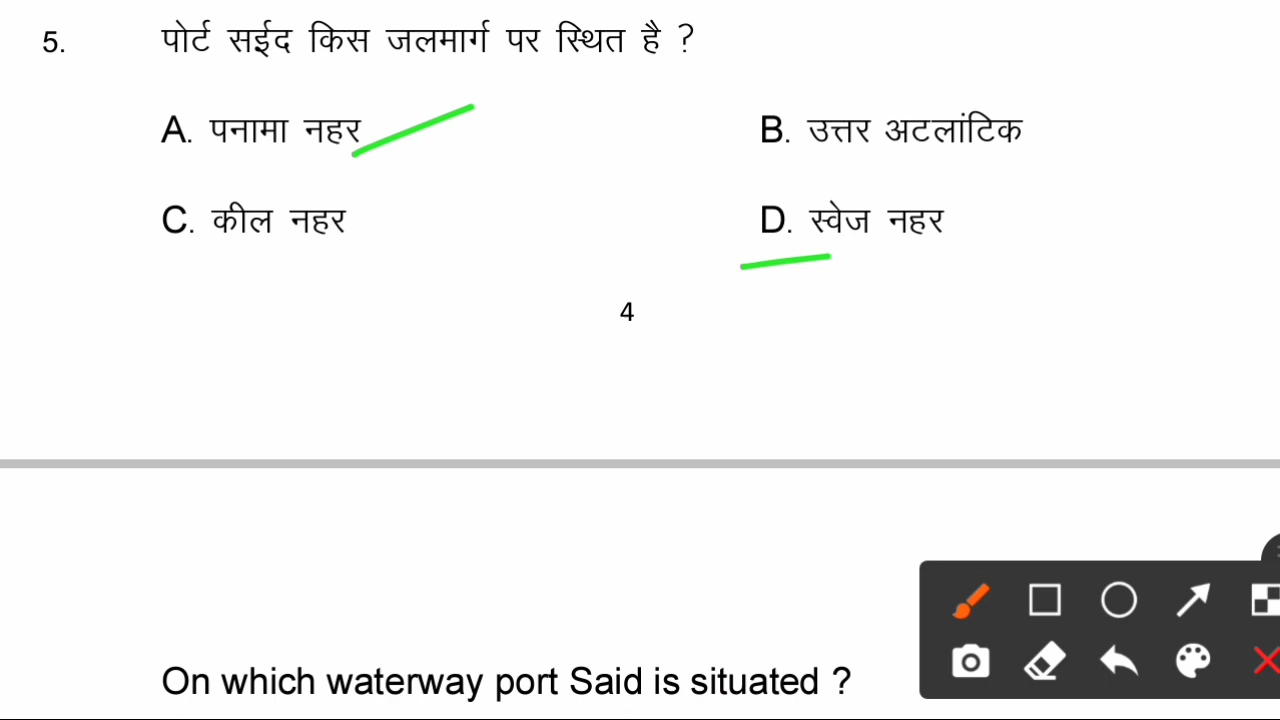 5. पोर्ट सईद किस जलमार्ग पर स्थित है ?
A. पनामा नहर B. उत्तर अटलांटिक
C. कील नहर D. स्वेज नहर
4
On which waterway port Said is situated ?